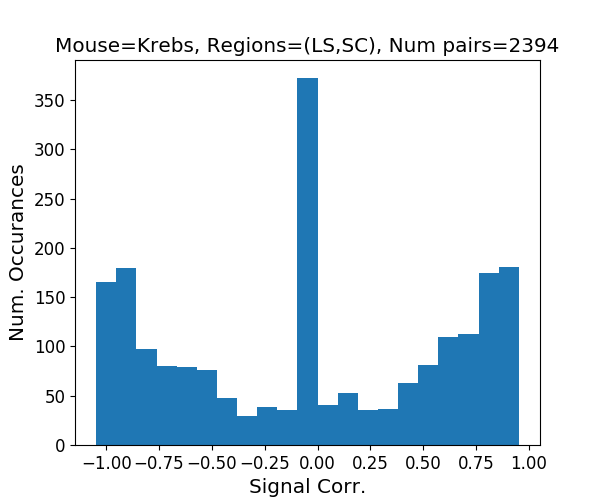 Mouse=Krebs, Regions=(LS,SC), Num pairs=2394
Num. Occurances
350
300
250
200
150
100
50
0
−1.00 −0.75 −0.50 −0.25 0.00 0.25 0.50 0.75 1.00
Signal Corr.